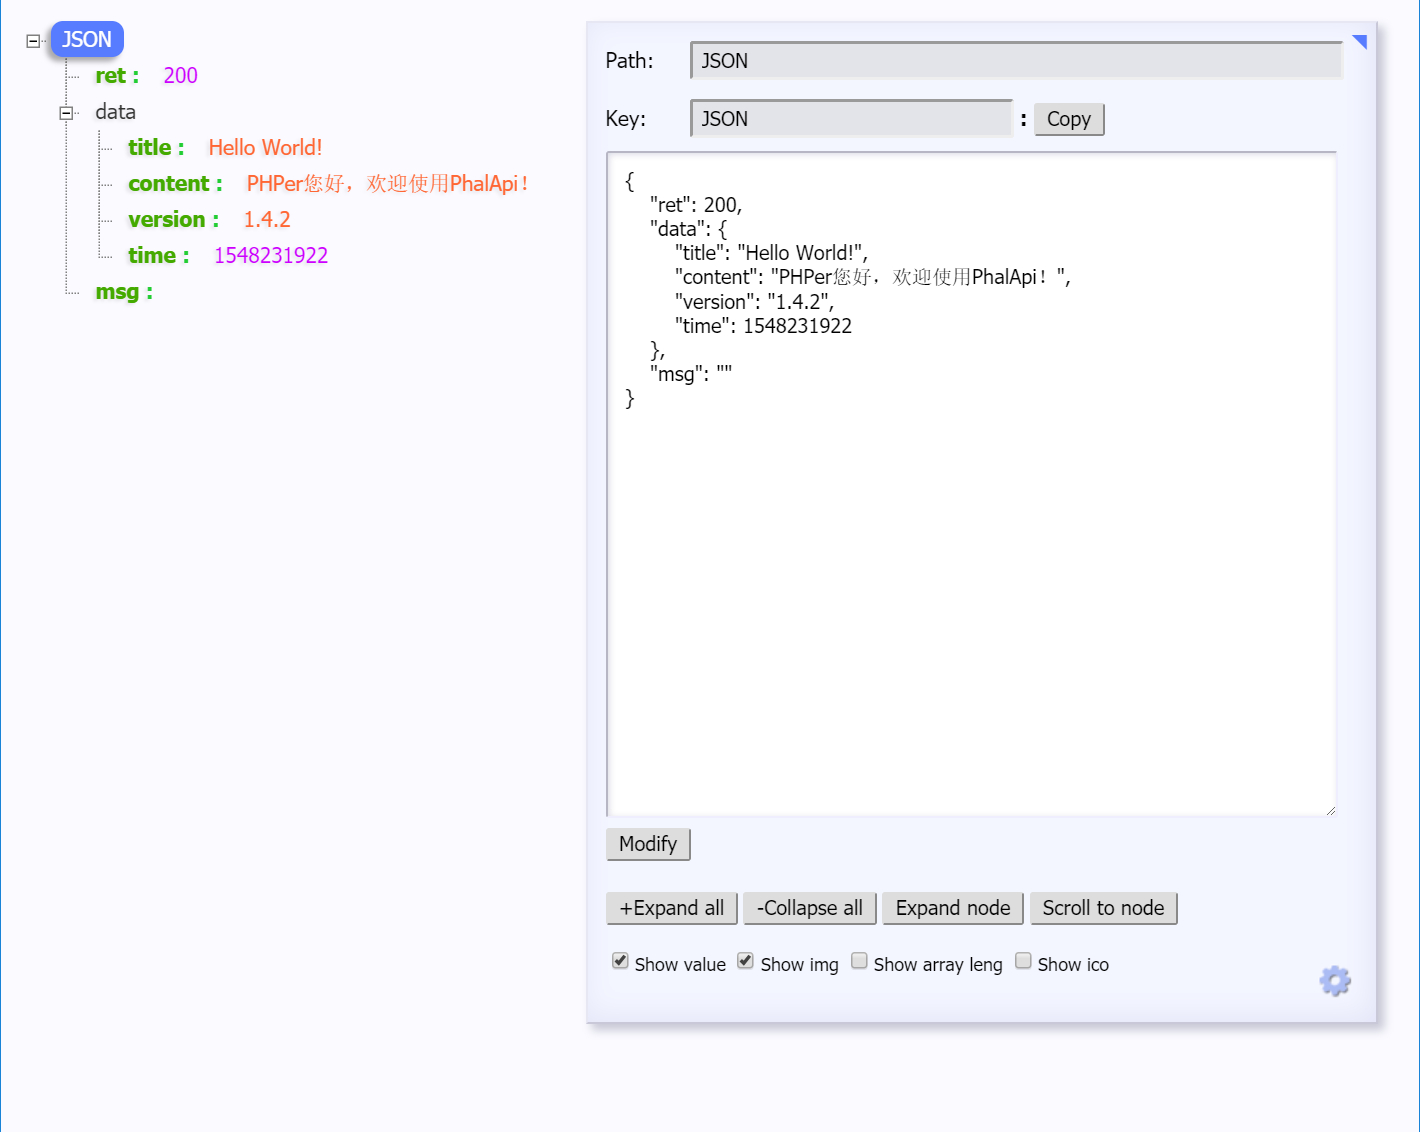 JSON
ret : 200
data
title : Hello World!
content : PHPer您好，欢迎使用PhalApi！
version : 1.4.2
time : 1548231922
msg :
Path: JSON
Key: JSON : Copy
{
"ret": 200,
"data": {
"title": "Hello World!",
"content": "PHPer您好，欢迎使用PhalApi！",
"version": "1.4.2",
"time": 1548231922
},
"msg": ""
}
Modify
+Expand all -Collapse all Expand node Scroll to node
Show value Show img Show array leng Show ico